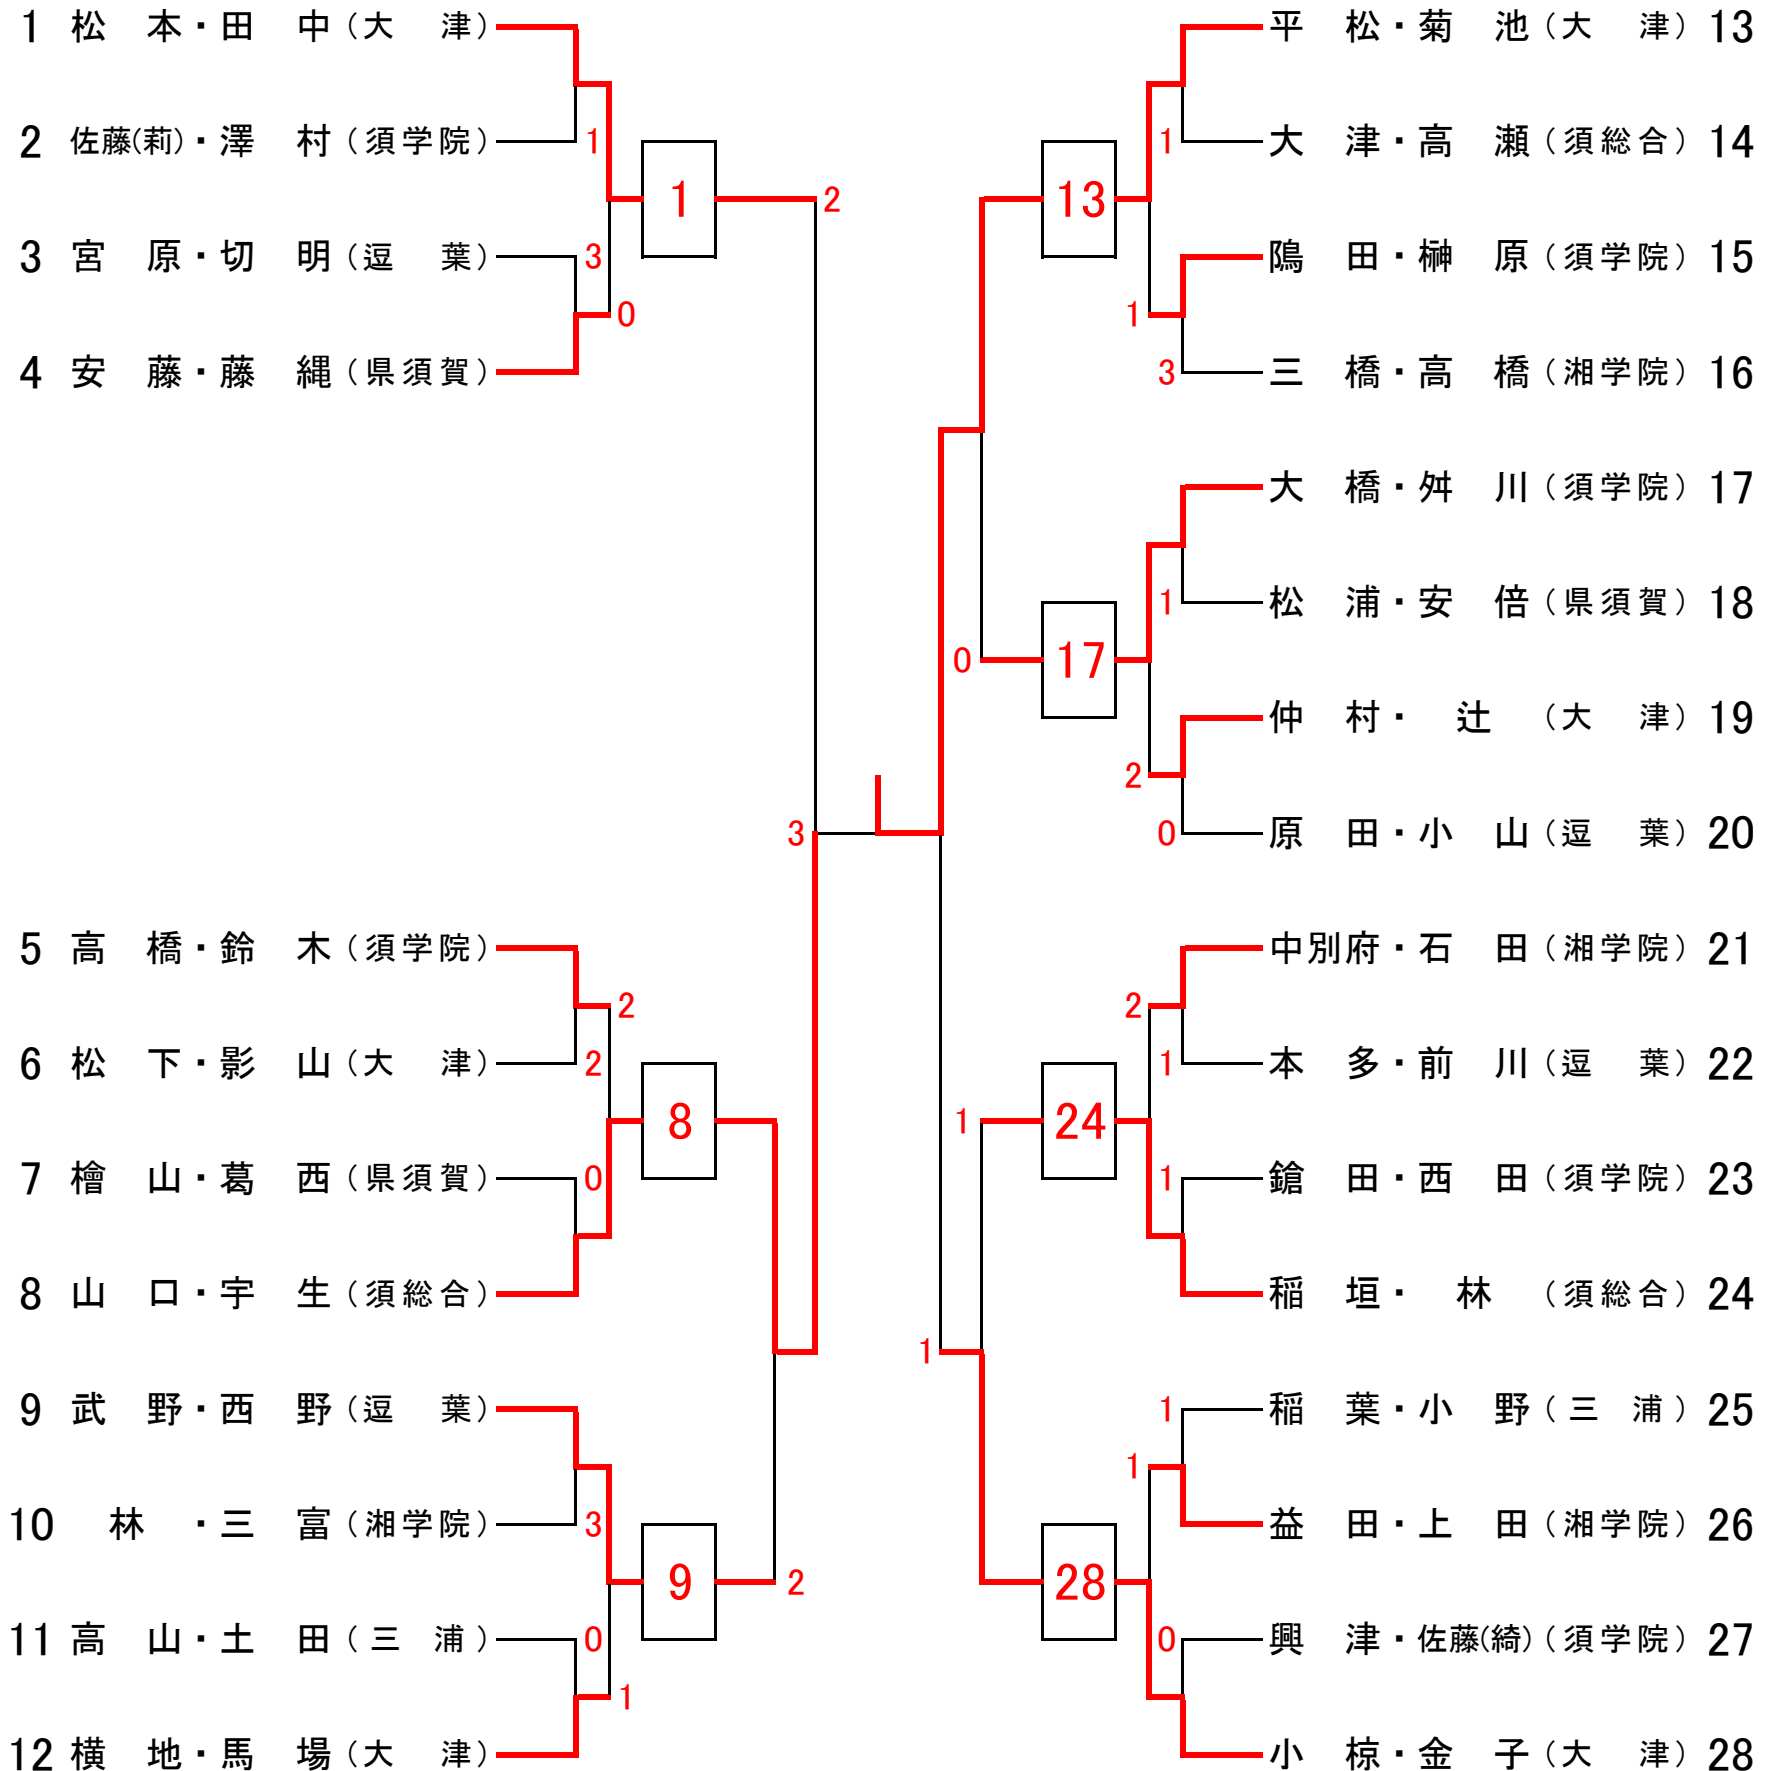 1 松本・田中（大津）
2 佐藤(莉)・澤村（須学院）
1
3 宮原・切明（逗葉）
3
0
4 安藤・藤縄（県須賀）
1
2
3
5 高橋・鈴木（須学院）
2
6 松下・影山（大津）
2
7 檜山・葛西（県須賀）
0
8 山口・宇生（須総合）
8
9 武野・西野（逗葉）
10 林・三富（湘学院）
3
11 高山・土田（三浦）
0
1
12 横地・馬場（大津）
9
2
平松・菊池（大津）13
1
大津・高瀬（須総合）14
13
隝田・榊原（須学院）15
1
3
三橋・高橋（湘学院）16
大橋・舛川（須学院）17
1
松浦・安倍（県須賀）18
0
17
仲村・辻（大津）19
2
0
原田・小山（逗葉）20
中別府・石田（湘学院）21
2
1
本多・前川（逗葉）22
1
24
1
鎗田・西田（須学院）23
稲垣・林（須総合）24
1
1
稲葉・小野（三浦）25
1
益田・上田（湘学院）26
28
0
興津・佐藤(綺)（須学院）27
小椋・金子（大津）28